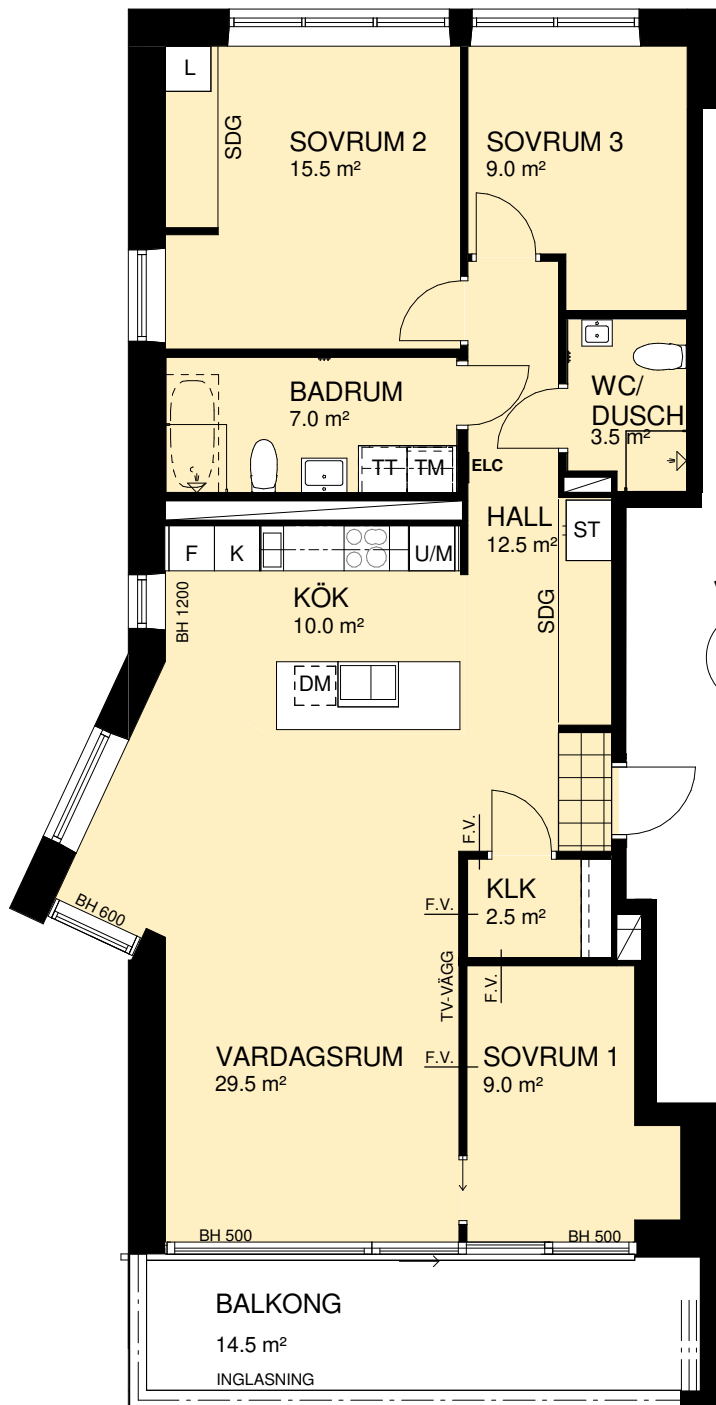 L
SDG
SOVRUM 2
15.5 m²
SOVRUM 3
9.0 m²
BADRUM
7.0 m²
WC/
DUSCH
3.5 m²
TT
TM
ELC
HALL
12.5 m²
ST
F
K
U/M
BH 1200
KÖK
10.0 m²
SDG
DM
F.V.
BH 600
KLK
2.5 m²
F.V.
TV-VÄGG
F.V.
VARDAGSRUM
29.5 m²
F.V.
SOVRUM 1
9.0 m²
BH 500
BH 500
BALKONG
14.5 m²
INGLASNING